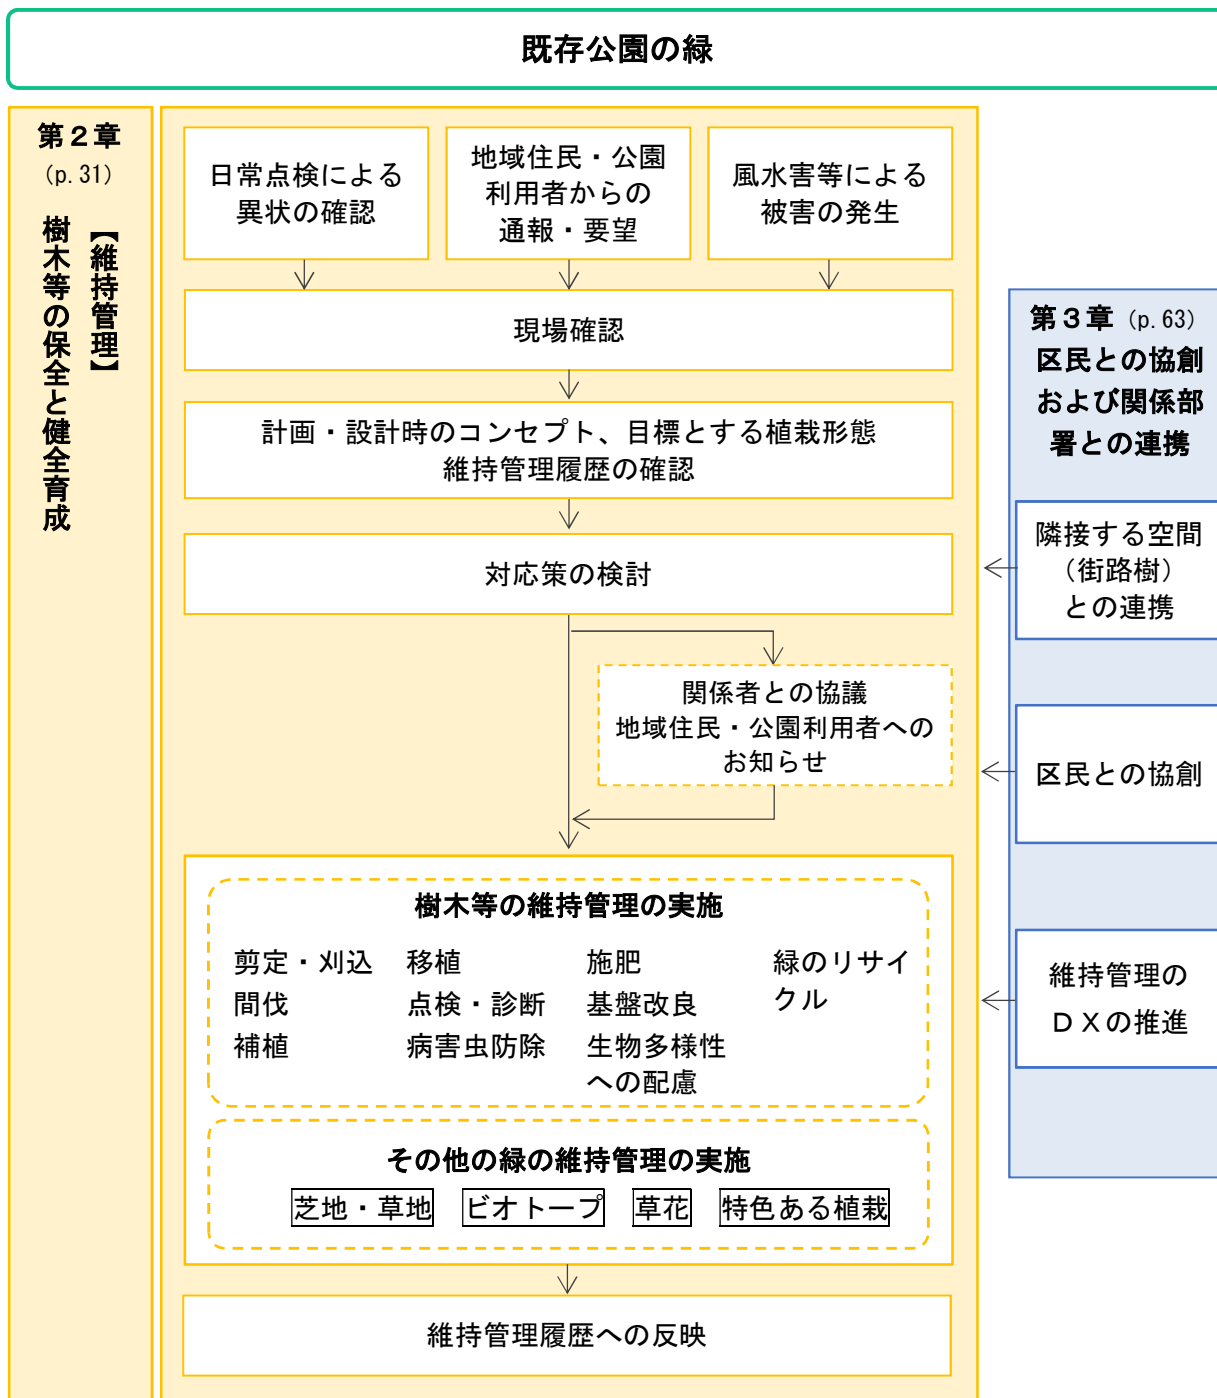 既存公園の緑
第２章
（p.31）
【維持管理】
樹木等の保全と健全育成
日常点検による
異状の確認
地域住民・公園
利用者からの
通報・要望
風水害等による
被害の発生
現場確認
計画・設計時のコンセプト、目標とする植栽形態
維持管理履歴の確認
対応策の検討
関係者との協議
地域住民・公園利用者への
お知らせ
樹木等の維持管理の実施
剪定・刈込
間伐
補植
移植
点検・診断
病害虫防除
施肥
基盤改良
生物多様性
への配慮
緑のリサイ
クル
その他の緑の維持管理の実施
芝地・草地
ビオトープ
草花
特色ある植栽
維持管理履歴への反映
第３章（p.63）
区民との協創
および関係部
署との連携
隣接する空間
（街路樹）
との連携
区民との協創
維持管理の
ＤＸの推進